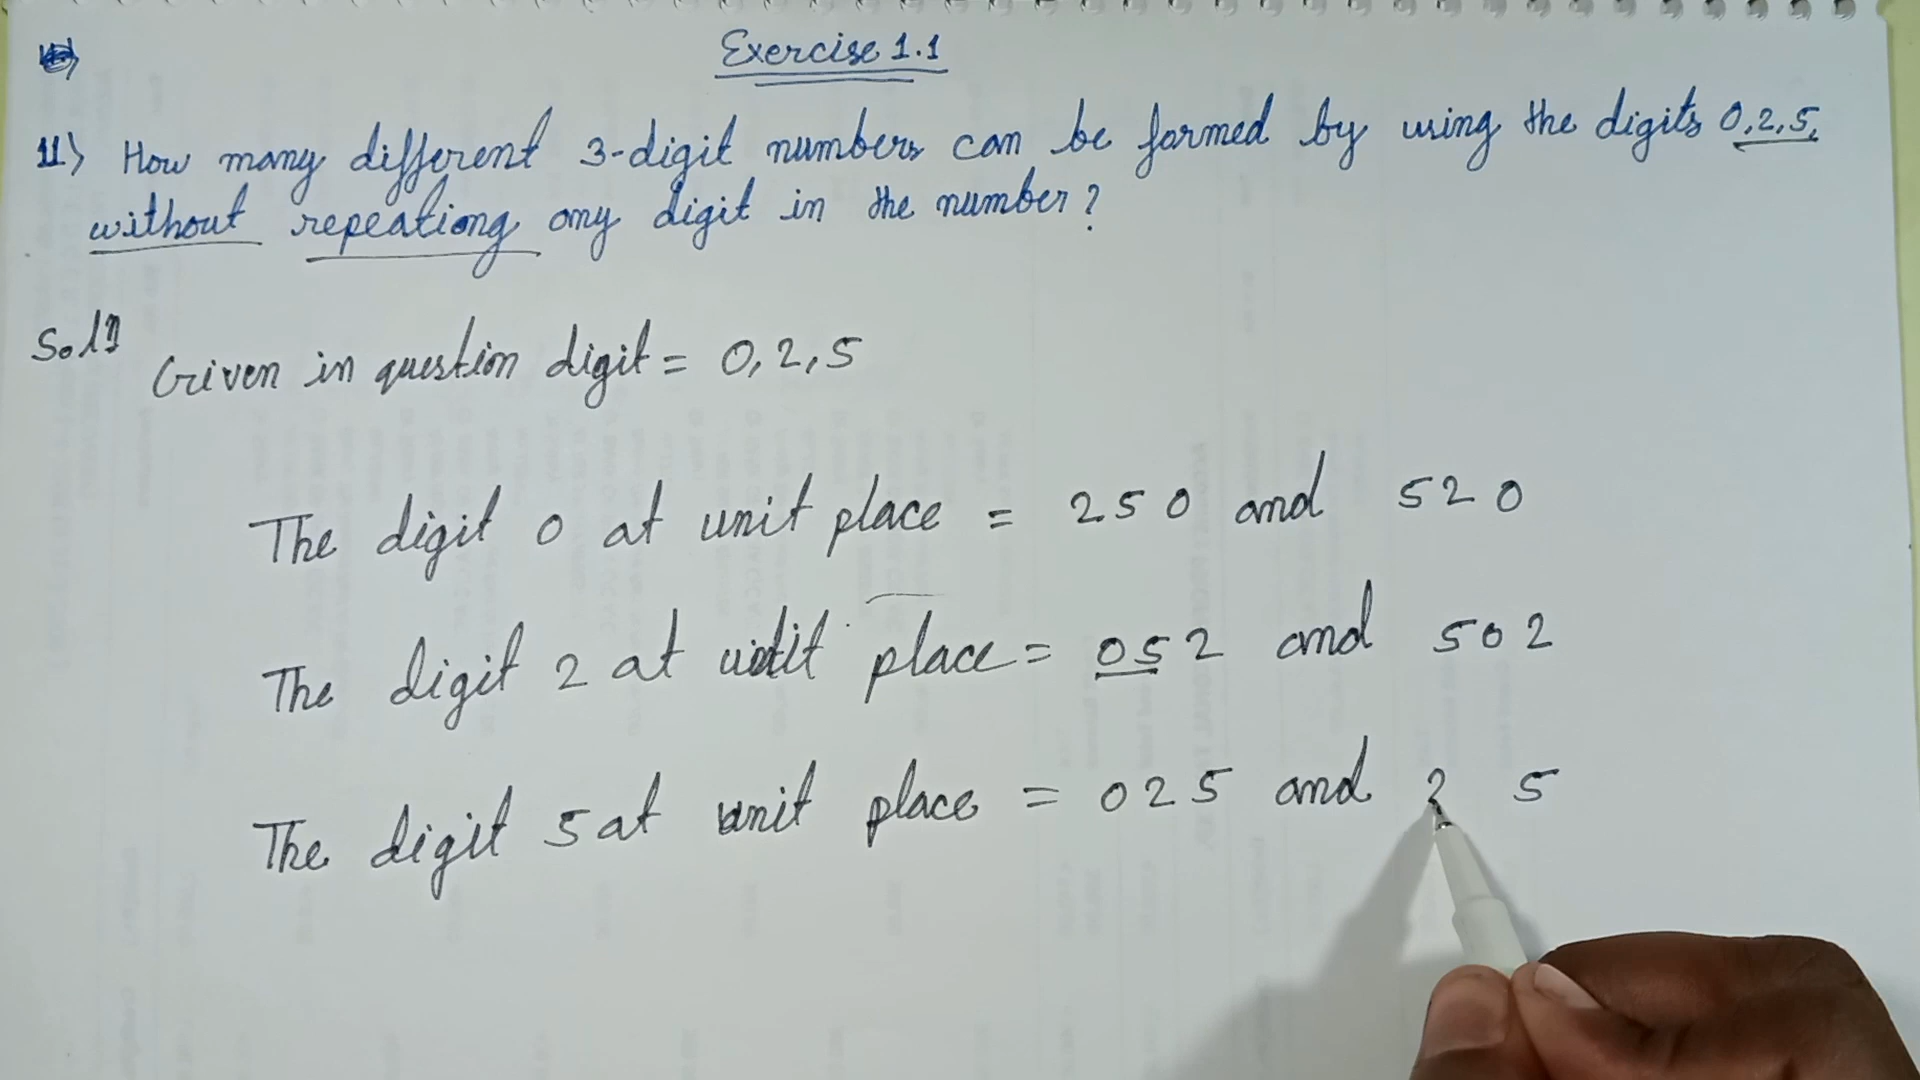 Exercise 1.1
11) How many different 3-digit numbers can be formed by using the digits 0,2,5,
without repeationg any digit in the number?
Sol)
Given in question digit = 0,2,5
The digit 0 at unit place = 250 and 520
The digit 2 at unit place = 052 and 502
The digit 5 at unit place = 025 and 2 5